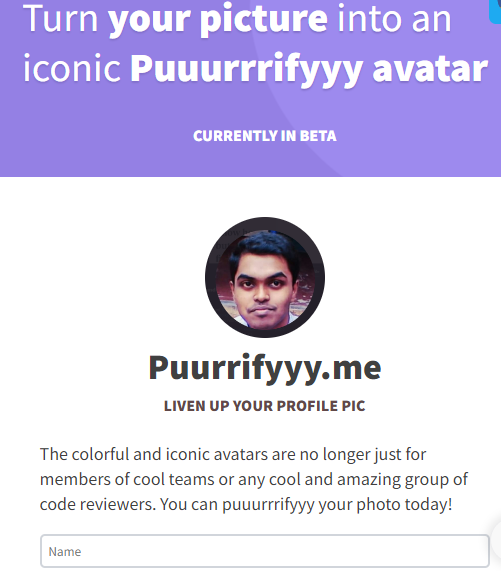 Turn your picture into an
iconic Puuurrrifyyy avatar
CURRENTLY IN BETA
Puurrifyyy.me
LIVEN UP YOUR PROFILE PIC
The colorful and iconic avatars are no longer just for
members of cool teams or any cool and amazing group of
code reviewers. You can puuurrrifyyy your photo today!
Name